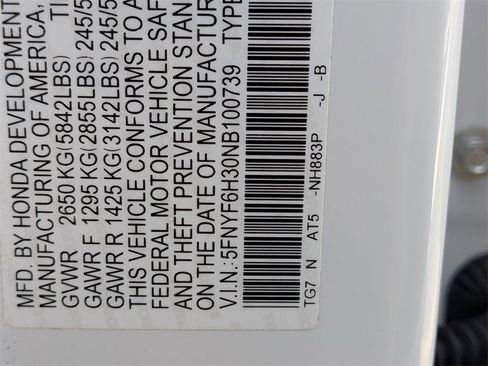 MFD. BY HONDA DEVELOPMENT
MANUFACTURING OF AMERICA,
GVWR 2650 KG(5842LBS) TI
GAWR F 1295 KG(2855LBS) 245/5
GAWR R 1425 KG(3142LBS) 245/5
THIS VEHICLE CONFORMS TO A
FEDERAL MOTOR VEHICLE SAF
AND THEFT PREVENTION STAN
ON THE DATE OF MANUFACTUR
V.I.N.: 5FNYF6H30NB100739 TYPE
TG7 N AT5 -NH883P -J -B